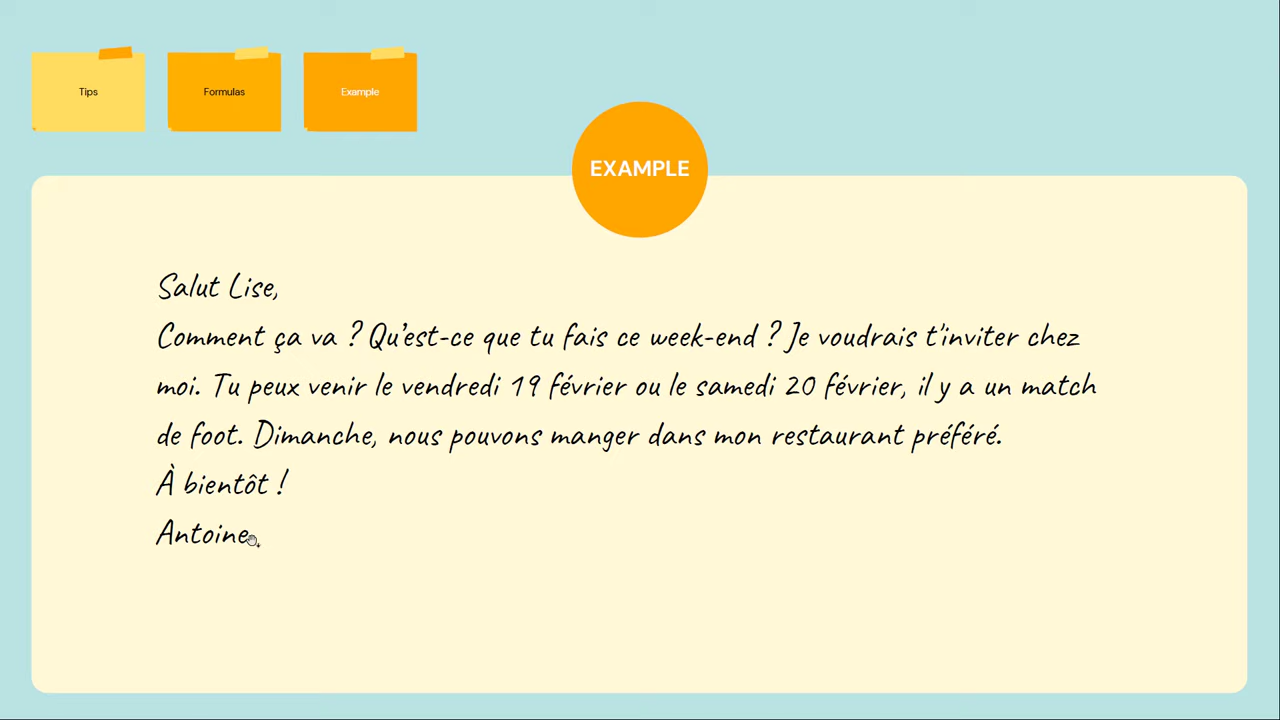 Tips
Formulas
Example
EXAMPLE
Salut Lise,
Comment ça va ? Qu'est-ce que tu fais ce week-end ? Je voudrais t'inviter chez
moi. Tu peux venir le vendredi 19 février ou le samedi 20 février, il y a un match
de foot. Dimanche, nous pouvons manger dans mon restaurant préféré.
À bientôt !
Antoine